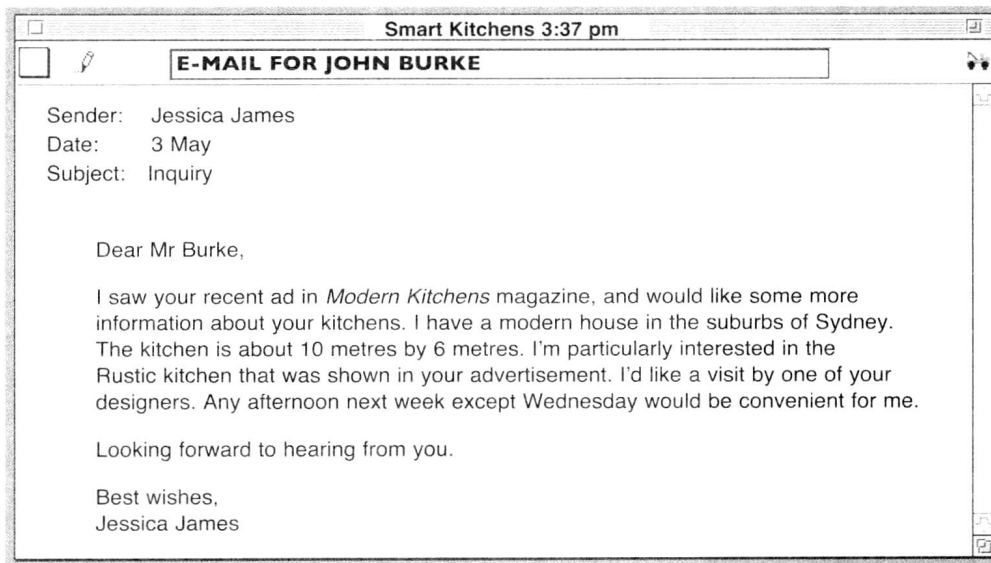 Smart Kitchens 3:37 pm
E-MAIL FOR JOHN BURKE
Sender: Jessica James
Date: 3 May
Subject: Inquiry
Dear Mr Burke,
I saw your recent ad in Modern Kitchens magazine, and would like some more
information about your kitchens. I have a modern house in the suburbs of Sydney.
The kitchen is about 10 metres by 6 metres. I'm particularly interested in the
Rustic kitchen that was shown in your advertisement. I'd like a visit by one of your
designers. Any afternoon next week except Wednesday would be convenient for me.
Looking forward to hearing from you.
Best wishes,
Jessica James